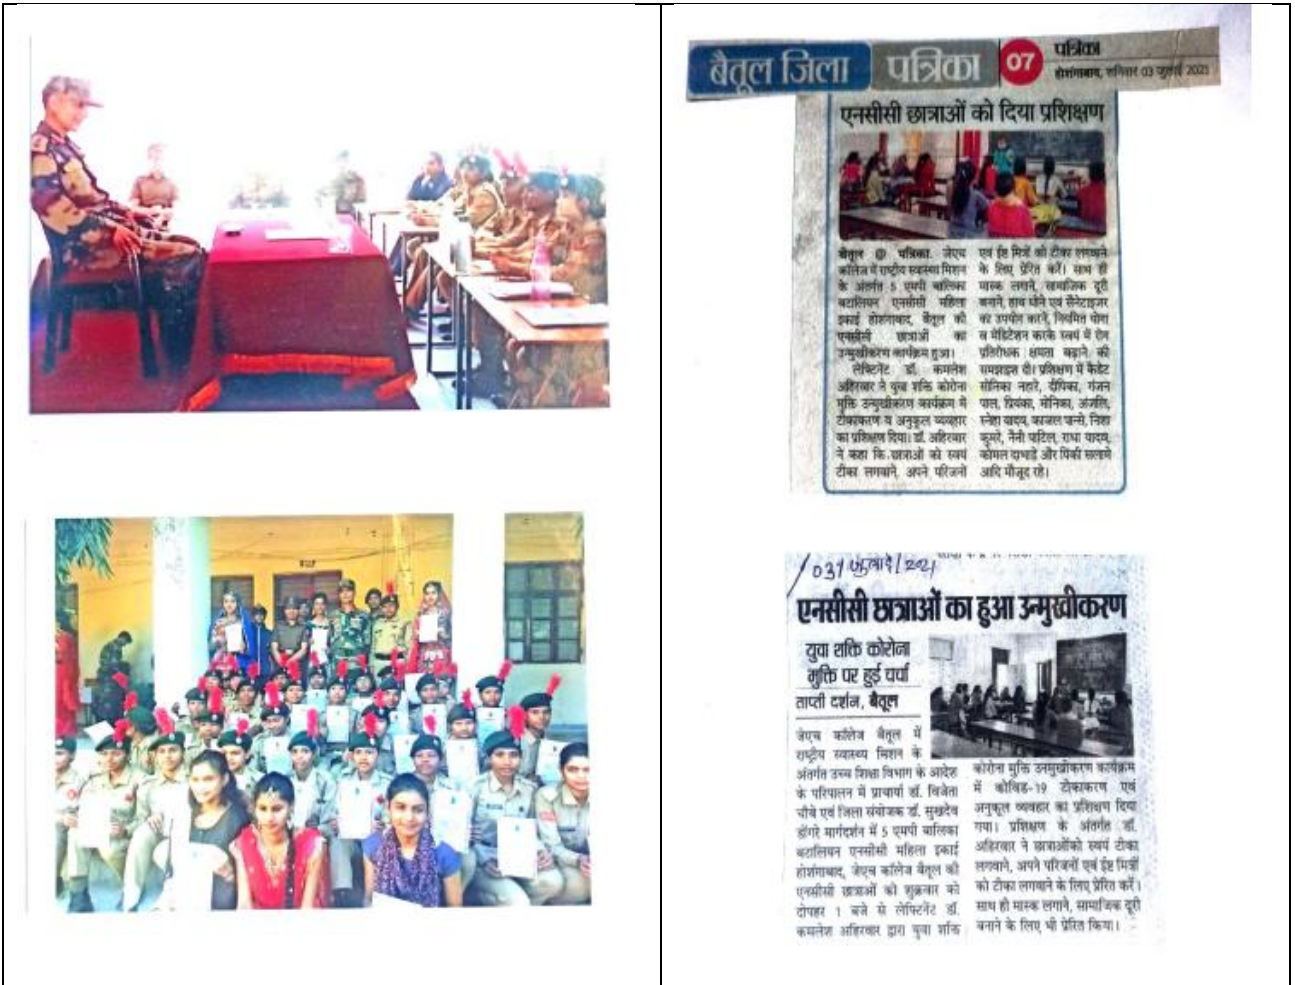 बैतूल जिला पत्रिका 07 पत्रिका
होशंगाबाद, शनिवार 03 जुलाई 2021
एनसीसी छात्राओं को दिया प्रशिक्षण
बैतूल @ पत्रिका. जेएच
कॉलेज में राष्ट्रीय स्वास्थ्य मिशन
के अंतर्गत 5 एमपी बालिका
बटालियन एनसीसी महिला
इकाई होशंगाबाद, बैतूल की
एनसीसी छात्राओं का
उन्मुखीकरण कार्यक्रम हुआ।
लेफ्टिनेंट डॉ. कमलेश
अहिरवार ने युवा शक्ति कोरोना
मुक्ति उन्मुखीकरण कार्यक्रम में
टीकाकरण व अनुकूल व्यवहार
का प्रशिक्षण दिया। डॉ. अहिरवार
ने कहा कि छात्राओं को स्वयं
टीका लगवाने, अपने परिजनों
एवं ईष्ट मित्रों को टीका लगवाने
के लिए प्रेरित करें। साथ ही
मास्क लगाने, सामाजिक दूरी
बनाने, हाथ धोने एवं सैनेटाइजर
का उपयोग करने, नियमित योगा
व मेडिटेशन करके स्वयं में रोग
प्रतिरोधक क्षमता बढ़ाने की
समझाइश दी। प्रशिक्षण में कैडेट
सोनिका नहारे, दीपिका, गुंजन
पाल, प्रियंका, मोनिका, अंजलि,
स्नेहा यादव, काजल पान्से, निशा
कुमरे, नैनी पाटिल, राधा यादव,
कोमल दाभाडे और पिंकी सलामे
आदि मौजूद रहे।
03 जुलाई/2021
एनसीसी छात्राओं का हुआ उन्मुखीकरण
युवा शक्ति कोरोना
मुक्ति पर हुई चर्चा
ताप्ती दर्शन, बैतूल
जेएच कॉलेज बैतूल में
राष्ट्रीय स्वास्थ्य मिशन के
अंतर्गत उच्च शिक्षा विभाग के आदेश
के परिपालन में प्राचार्या डॉ. विजेता
चौबे एवं जिला संयोजक डॉ. सुखदेव
डोंगरे मार्गदर्शन में 5 एमपी बालिका
बटालियन एनसीसी महिला इकाई
होशंगाबाद, जेएच कॉलेज बैतूल की
एनसीसी छात्राओं को शुक्रवार को
दोपहर 1 बजे से लेफ्टिनेंट डॉ.
कमलेश अहिरवार द्वारा युवा शक्ति
कोरोना मुक्ति उनमुखीकरण कार्यक्रम
में कोविड-19 टीकाकरण एवं
अनुकूल व्यवहार का प्रशिक्षण दिया
गया। प्रशिक्षण के अंतर्गत डॉ.
अहिरवार ने छात्राओंको स्वयं टीका
लगवाने, अपने परिजनों एवं ईष्ट मित्रों
को टीका लगवाने के लिए प्रेरित करें।
साथ ही मास्क लगाने, सामाजिक दूरी
बनाने के लिए भी प्रेरित किया।